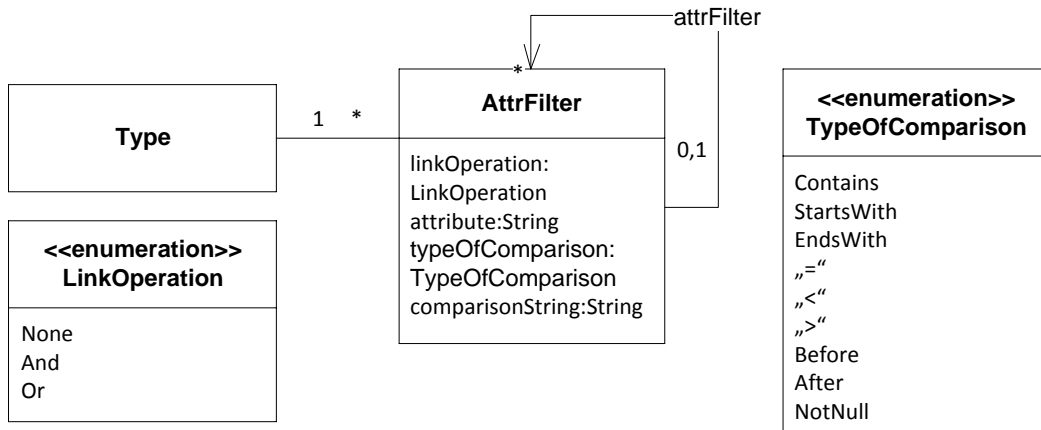 attrFilter
*
AttrFilter
<<enumeration>>
TypeOfComparison
Type
1 *
0,1
linkOperation:
LinkOperation
attribute:String
typeOfComparison:
TypeOfComparison
comparisonString:String
Contains
StartsWith
EndsWith
„=“
„<“
„>“
Before
After
NotNull
<<enumeration>>
LinkOperation
None
And
Or